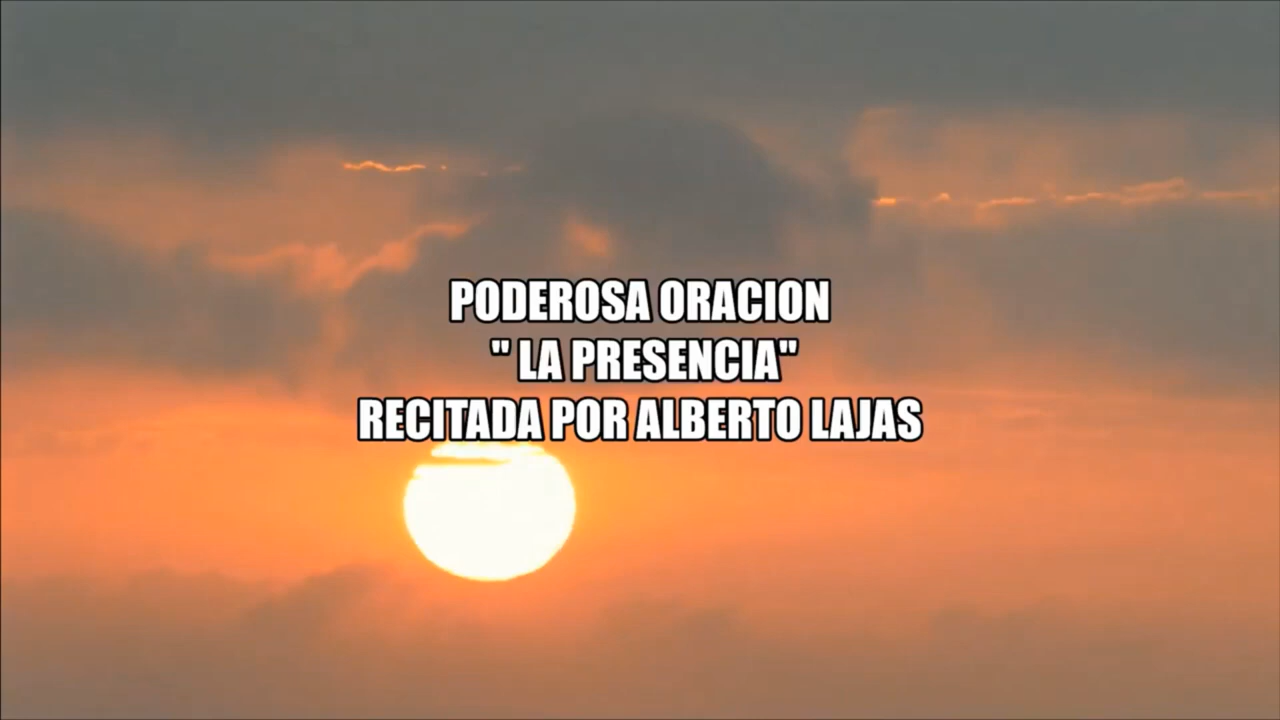 PODEROSA ORACION
" LA PRESENCIA"
RECITADA POR ALBERTO LAJAS